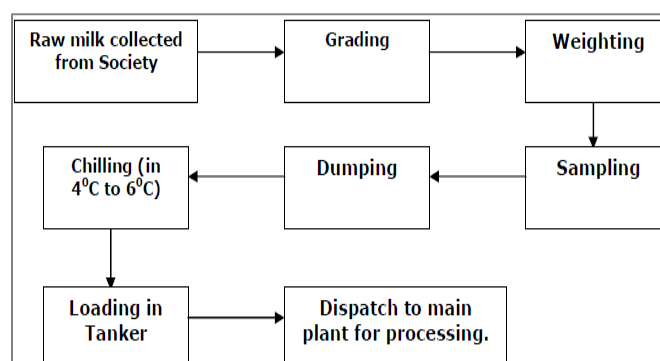 Raw milk collected
from Society
Grading
Weighting
Chilling (in
4⁰C to 6⁰C)
Dumping
Sampling
Loading in
Tanker
Dispatch to main
plant for processing.